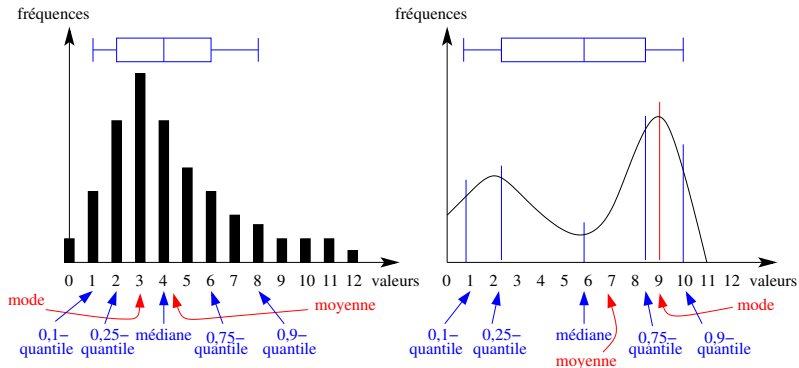 fréquences
0 1 2 3 4 5 6 7 8 9 10 11 12 valeurs
mode
moyenne
0,1–
quantile
0,25–
quantile
médiane
0,75–
quantile
0,9–
quantile
fréquences
0 1 2 3 4 5 6 7 8 9 10 11 12 valeurs
mode
0,1–
quantile
0,25–
quantile
médiane
moyenne
0,75–
quantile
0,9–
quantile